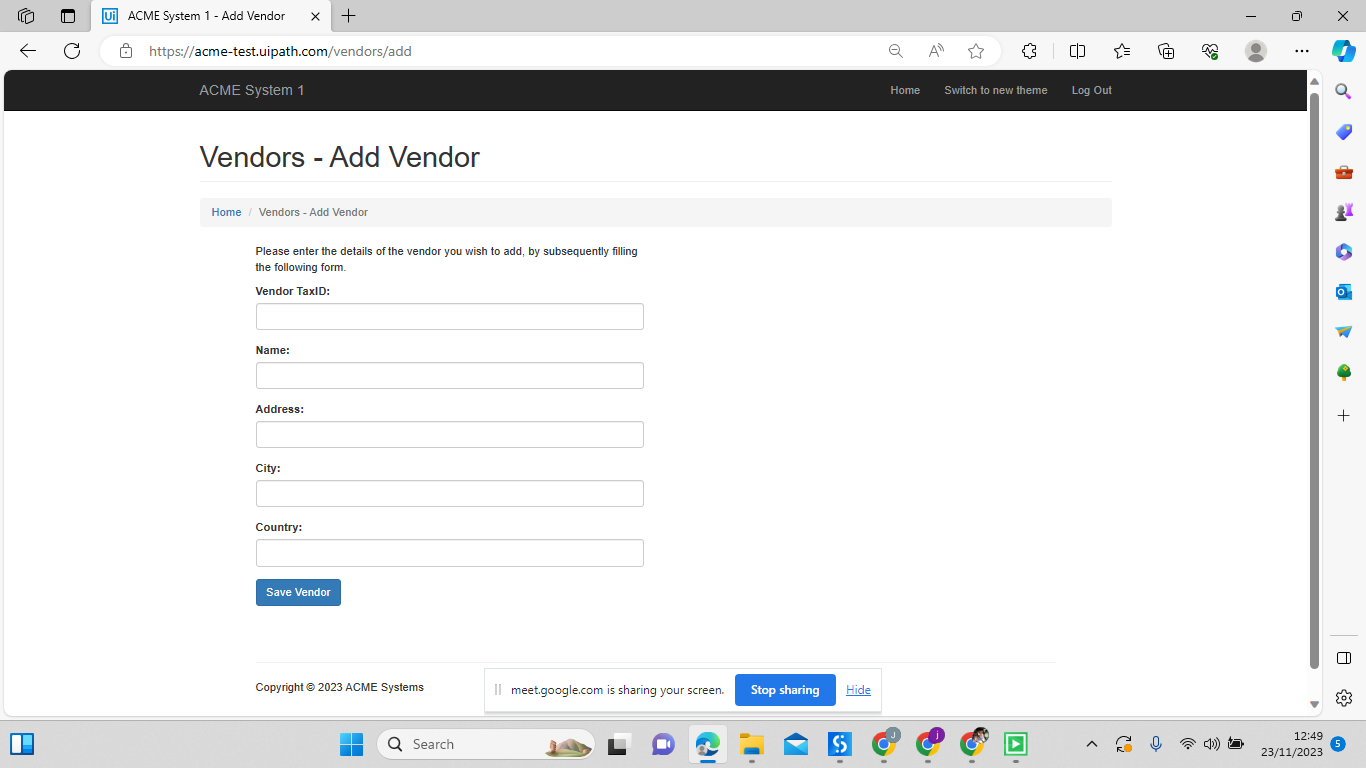 ACME System 1 - Add Vendor
https://acme-test.uipath.com/vendors/add
ACME System 1
Home
Switch to new theme
Log Out
Vendors - Add Vendor
Home / Vendors - Add Vendor
Please enter the details of the vendor you wish to add, by subsequently filling
the following form.
Vendor TaxID:
Name:
Address:
City:
Country:
Save Vendor
Copyright © 2023 ACME Systems
meet.google.com is sharing your screen.
Stop sharing
Hide
Search
12:49
23/11/2023
5